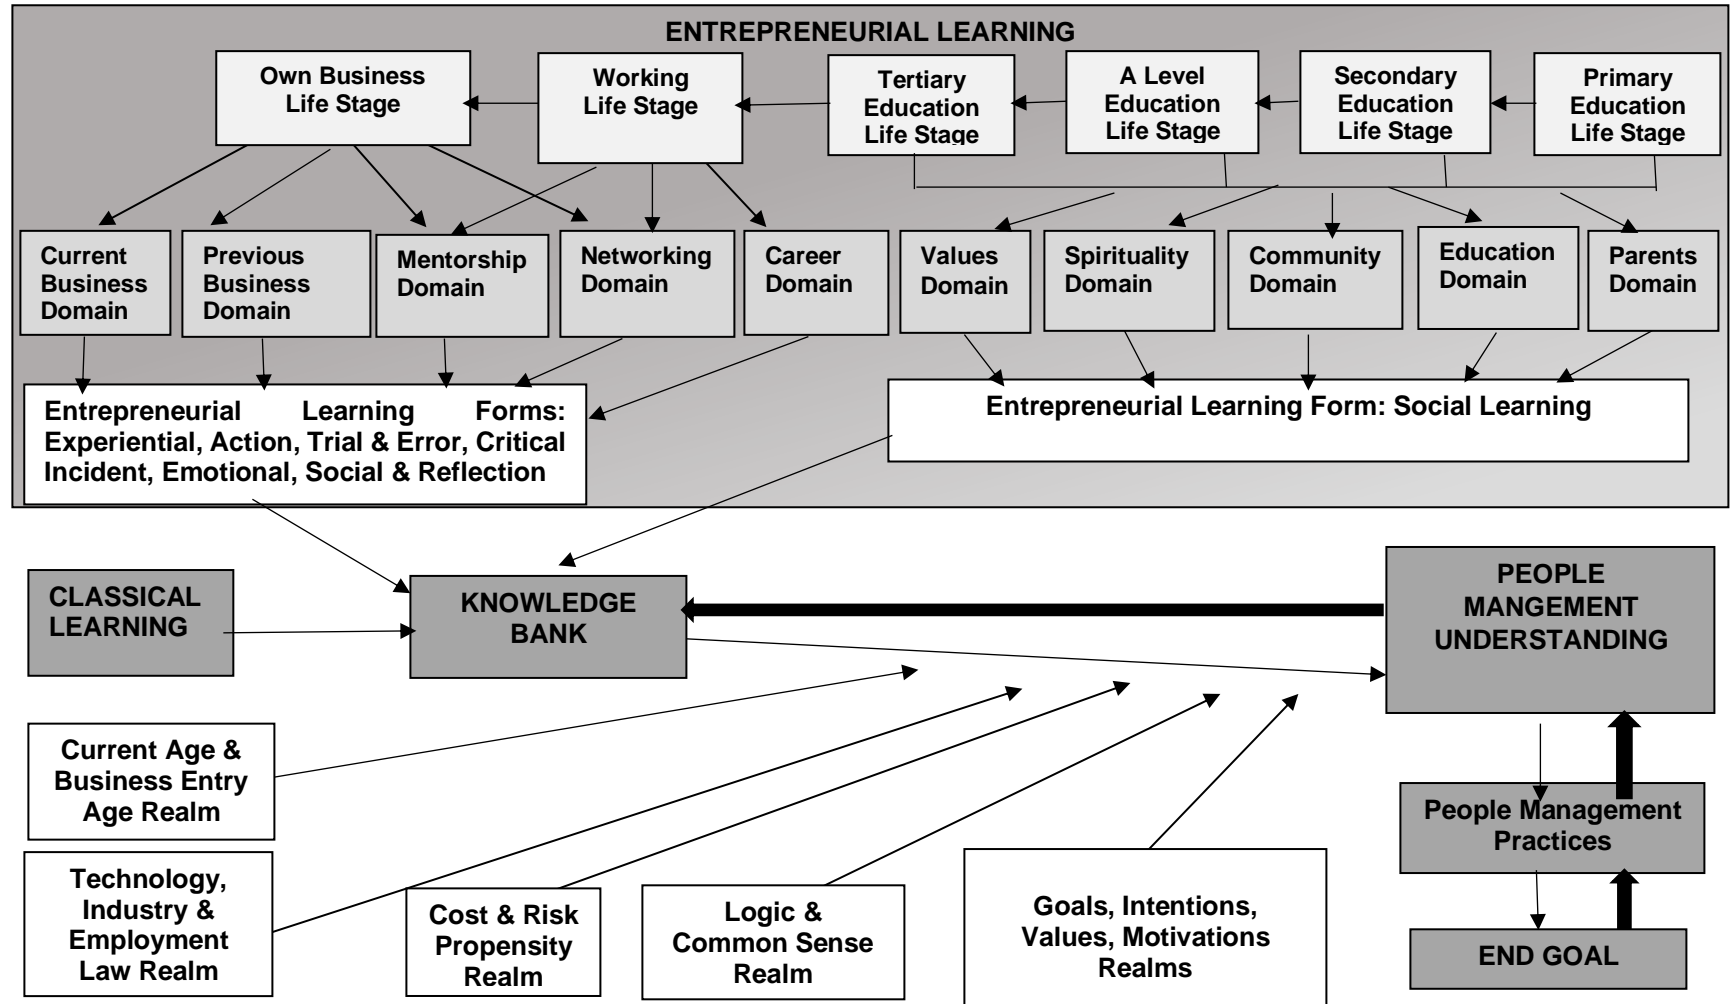 ENTREPRENEURIAL LEARNING
Own Business
Life Stage
Working
Life Stage
Tertiary
Education
Life Stage
A Level
Education
Life Stage
Secondary
Education
Life Stage
Primary
Education
Life Stage
Current
Business
Domain
Previous
Business
Domain
Mentorship
Domain
Networking
Domain
Career
Domain
Values
Domain
Spirituality
Domain
Community
Domain
Education
Domain
Parents
Domain
Entrepreneurial Learning Forms:
Experiential, Action, Trial & Error, Critical
Incident, Emotional, Social & Reflection
Entrepreneurial Learning Form: Social Learning
CLASSICAL
LEARNING
KNOWLEDGE
BANK
PEOPLE
MANGEMENT
UNDERSTANDING
Current Age &
Business Entry
Age Realm
Technology,
Industry &
Employment
Law Realm
Cost & Risk
Propensity
Realm
Logic &
Common Sense
Realm
Goals, Intentions,
Values, Motivations
Realms
People Management
Practices
END GOAL